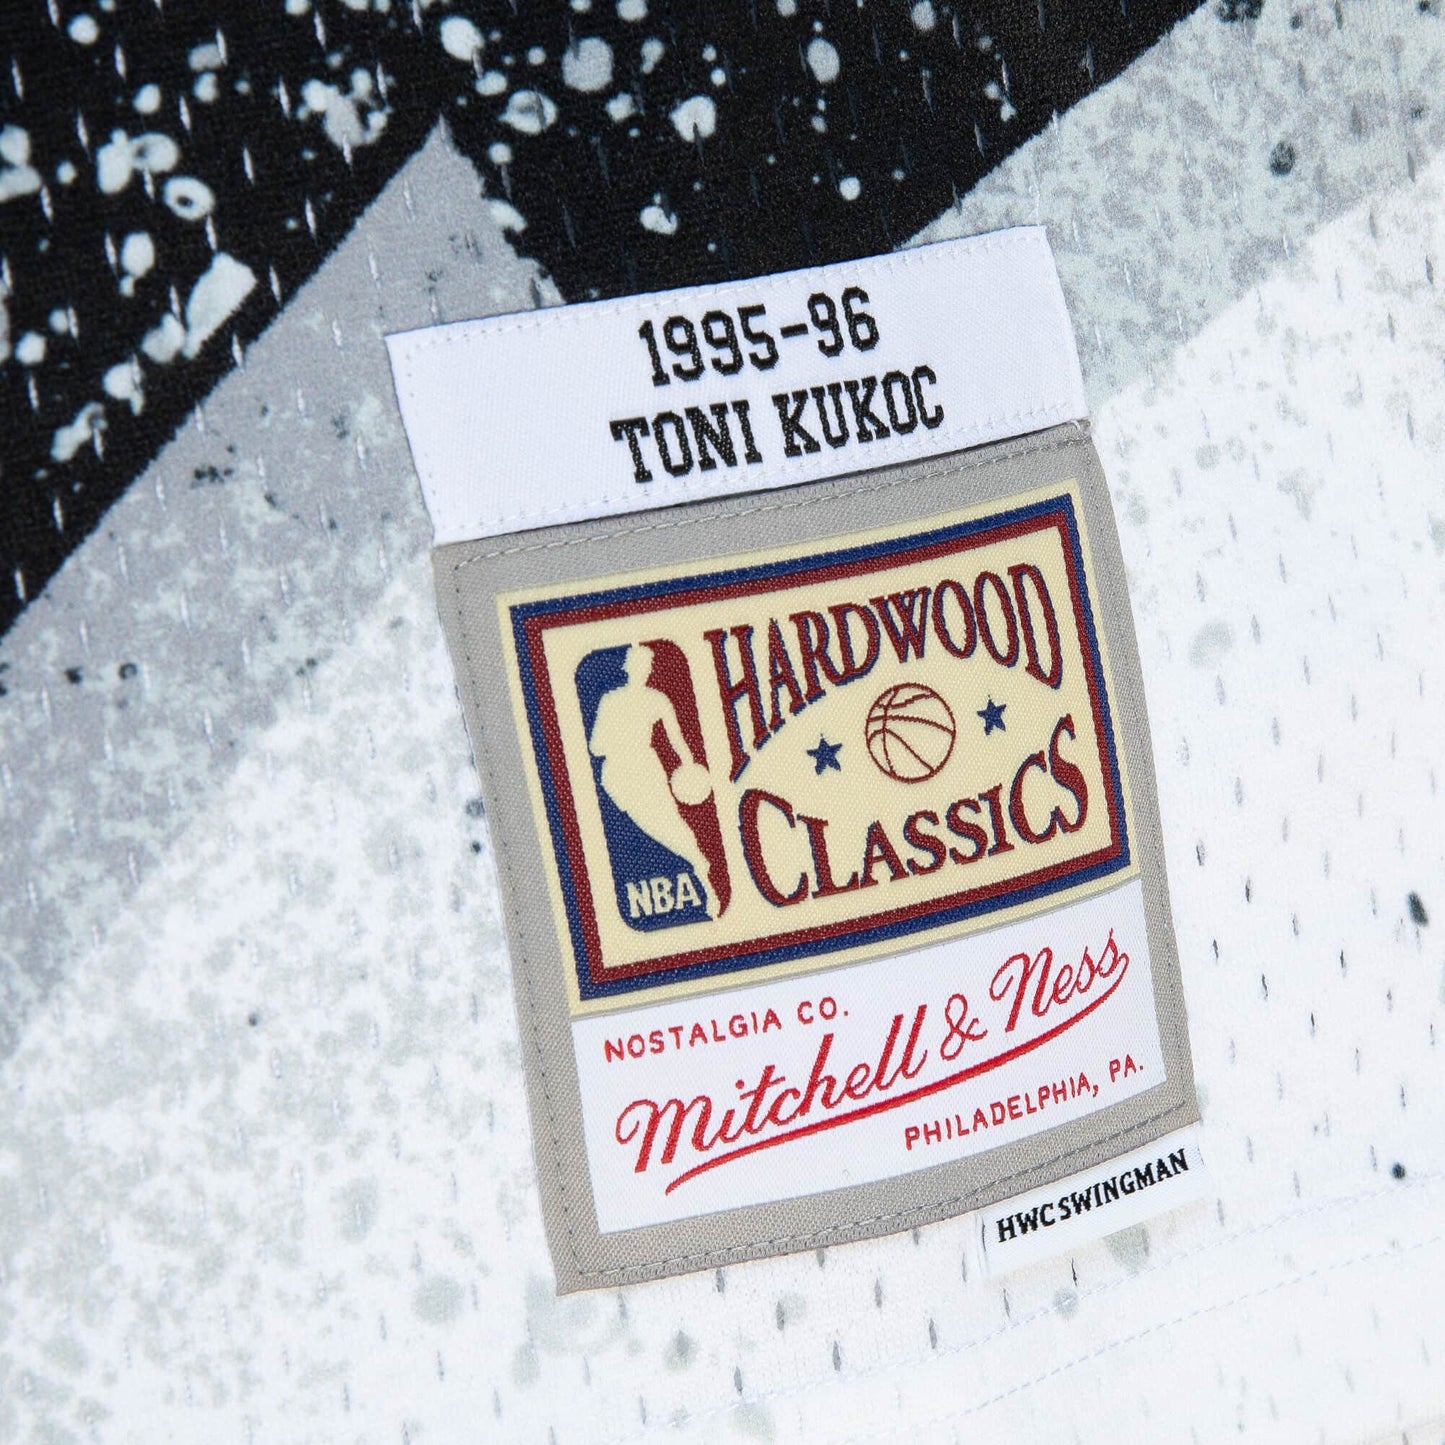 1995-96
TONI KUKOC
HARDWOOD
CLASSICS
NBA
NOSTALGIA CO.
Mitchell & Ness
PHILADELPHIA, PA.
HWC SWINGMAN